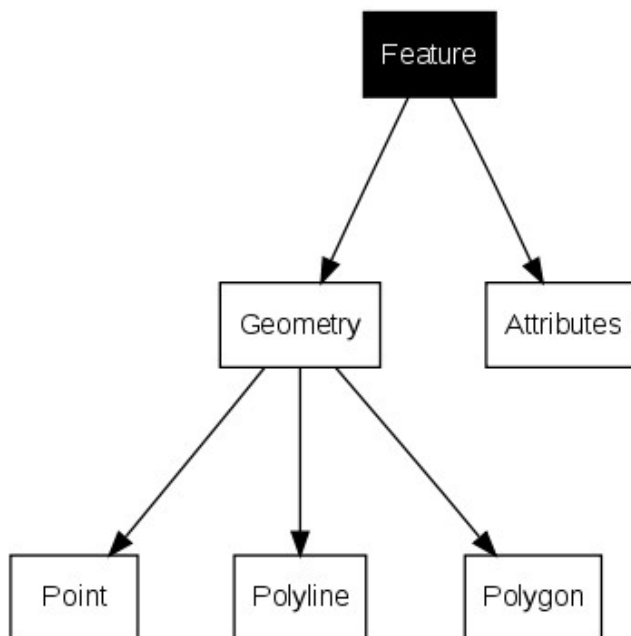 Feature
Geometry
Attributes
Point
Polyline
Polygon